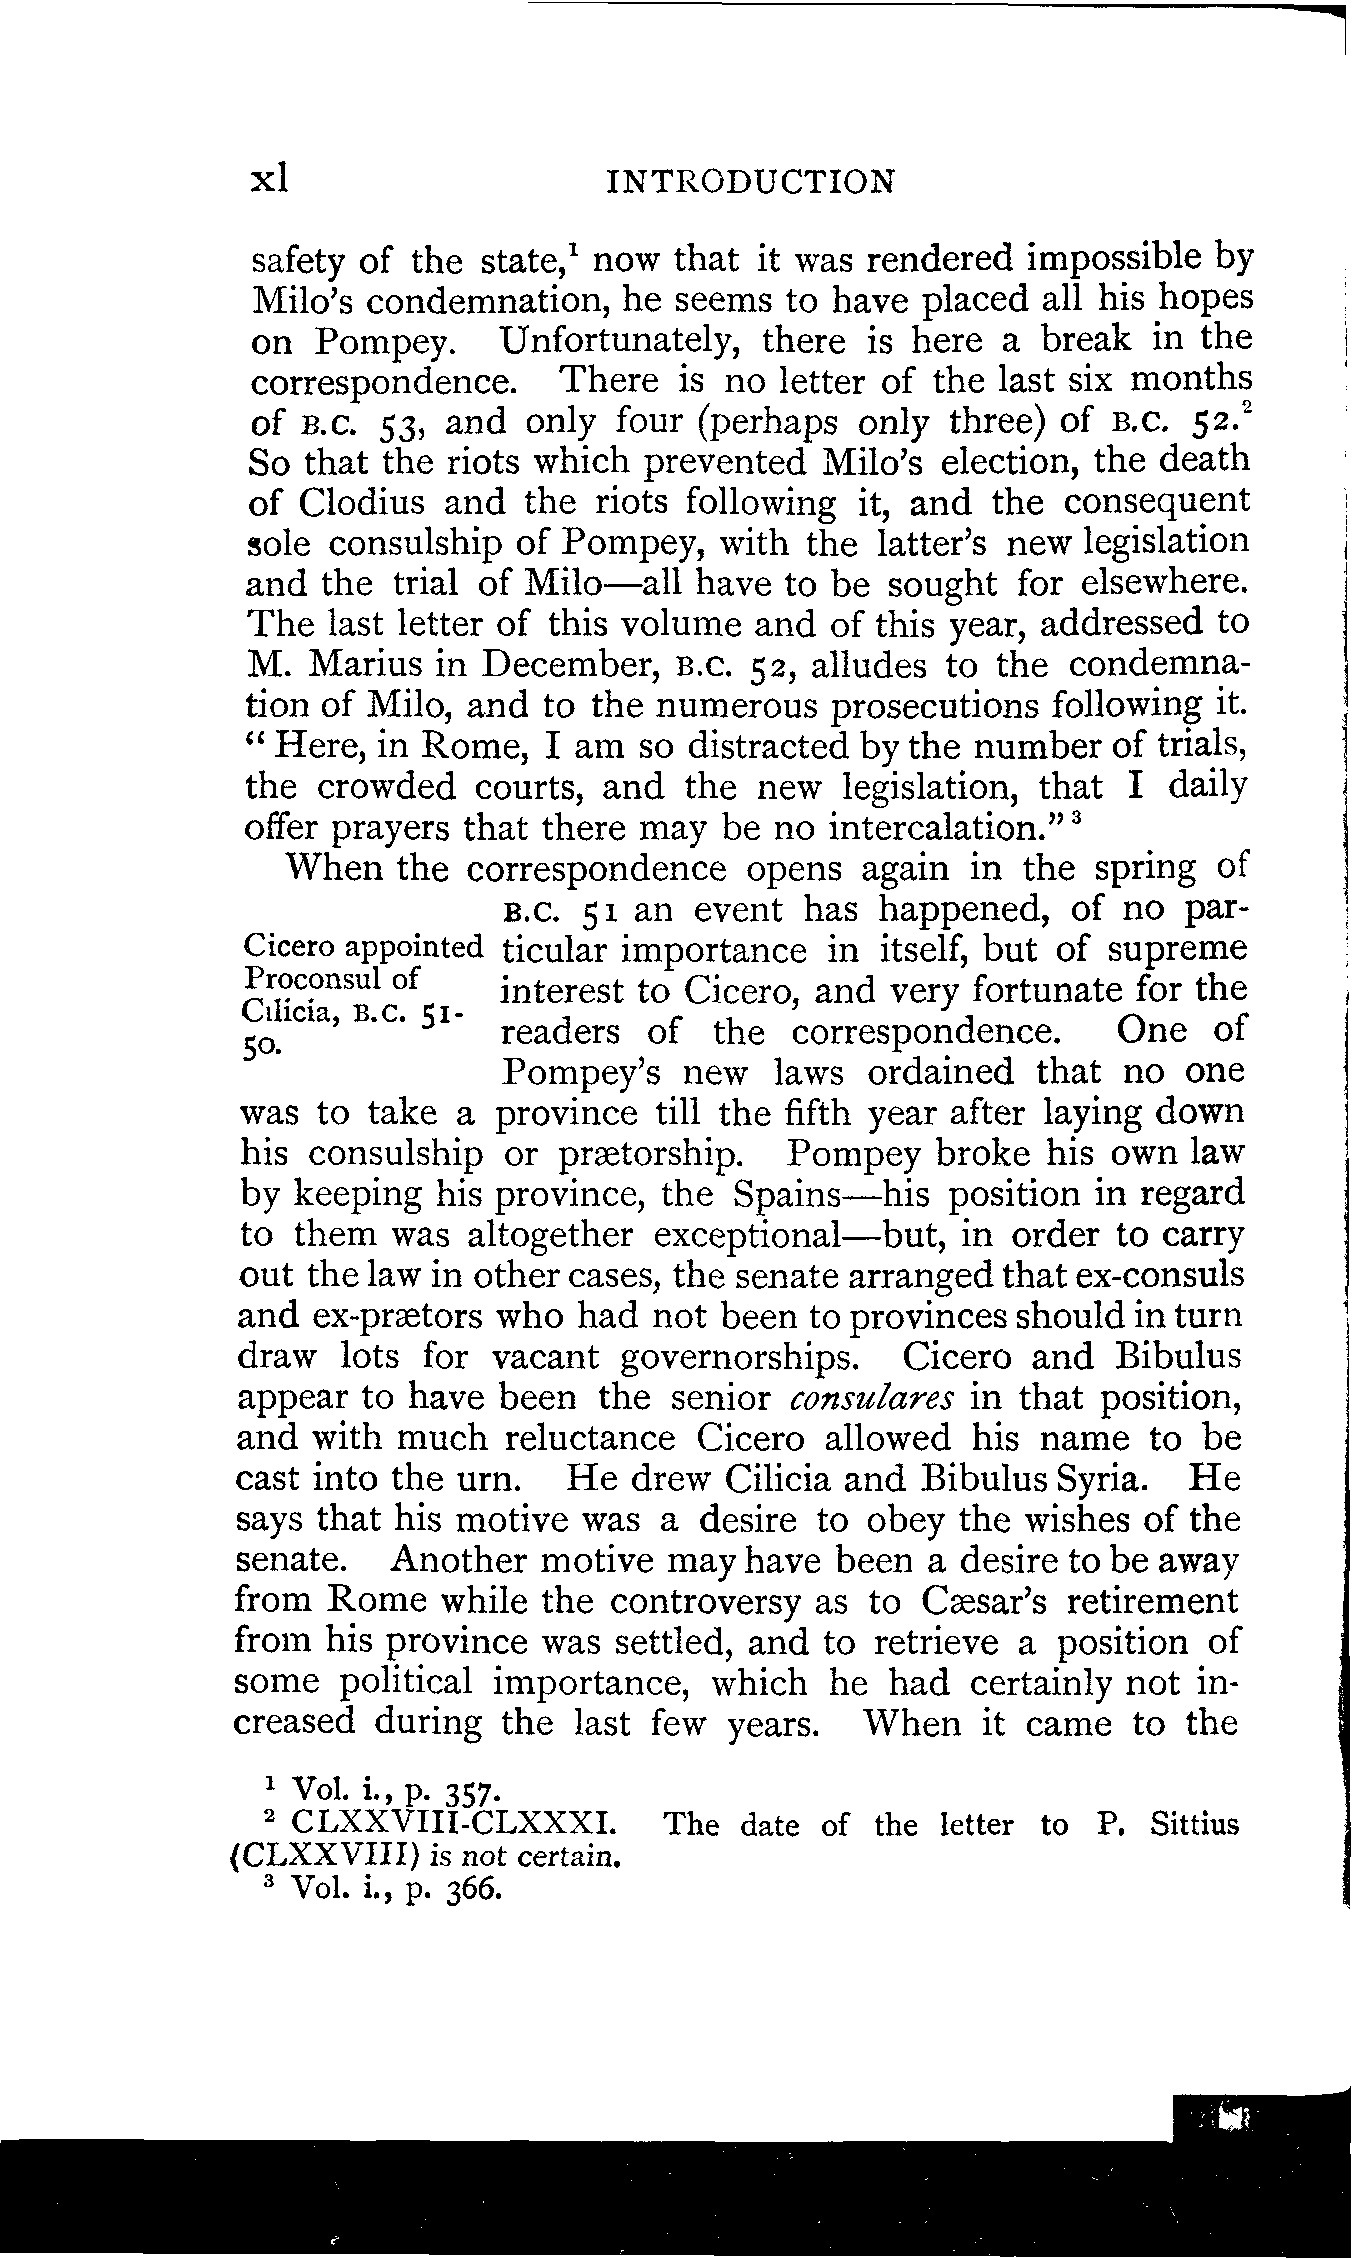 xl INTRODUCTION
safety of the state,¹ now that it was rendered impossible by
Milo's condemnation, he seems to have placed all his hopes
on Pompey. Unfortunately, there is here a break in the
correspondence. There is no letter of the last six months
of B.C. 53, and only four (perhaps only three) of B.C. 52.²
So that the riots which prevented Milo's election, the death
of Clodius and the riots following it, and the consequent
sole consulship of Pompey, with the latter's new legislation
and the trial of Milo—all have to be sought for elsewhere.
The last letter of this volume and of this year, addressed to
M. Marius in December, B.C. 52, alludes to the condemna-
tion of Milo, and to the numerous prosecutions following it.
“Here, in Rome, I am so distracted by the number of trials,
the crowded courts, and the new legislation, that I daily
offer prayers that there may be no intercalation.”³
When the correspondence opens again in the spring of
Cicero appointed
Proconsul of
Cilicia, B.C. 51-
50.
B.C. 51 an event has happened, of no par-
ticular importance in itself, but of supreme
interest to Cicero, and very fortunate for the
readers of the correspondence. One of
Pompey's new laws ordained that no one
was to take a province till the fifth year after laying down
his consulship or prætorship. Pompey broke his own law
by keeping his province, the Spains—his position in regard
to them was altogether exceptional—but, in order to carry
out the law in other cases, the senate arranged that ex-consuls
and ex-prætors who had not been to provinces should in turn
draw lots for vacant governorships. Cicero and Bibulus
appear to have been the senior consulares in that position,
and with much reluctance Cicero allowed his name to be
cast into the urn. He drew Cilicia and Bibulus Syria. He
says that his motive was a desire to obey the wishes of the
senate. Another motive may have been a desire to be away
from Rome while the controversy as to Cæsar's retirement
from his province was settled, and to retrieve a position of
some political importance, which he had certainly not in-
creased during the last few years. When it came to the
¹ Vol. i., p. 357.
² CLXXVIII-CLXXXI. The date of the letter to P. Sittius
(CLXXVIII) is not certain.
³ Vol. i., p. 366.